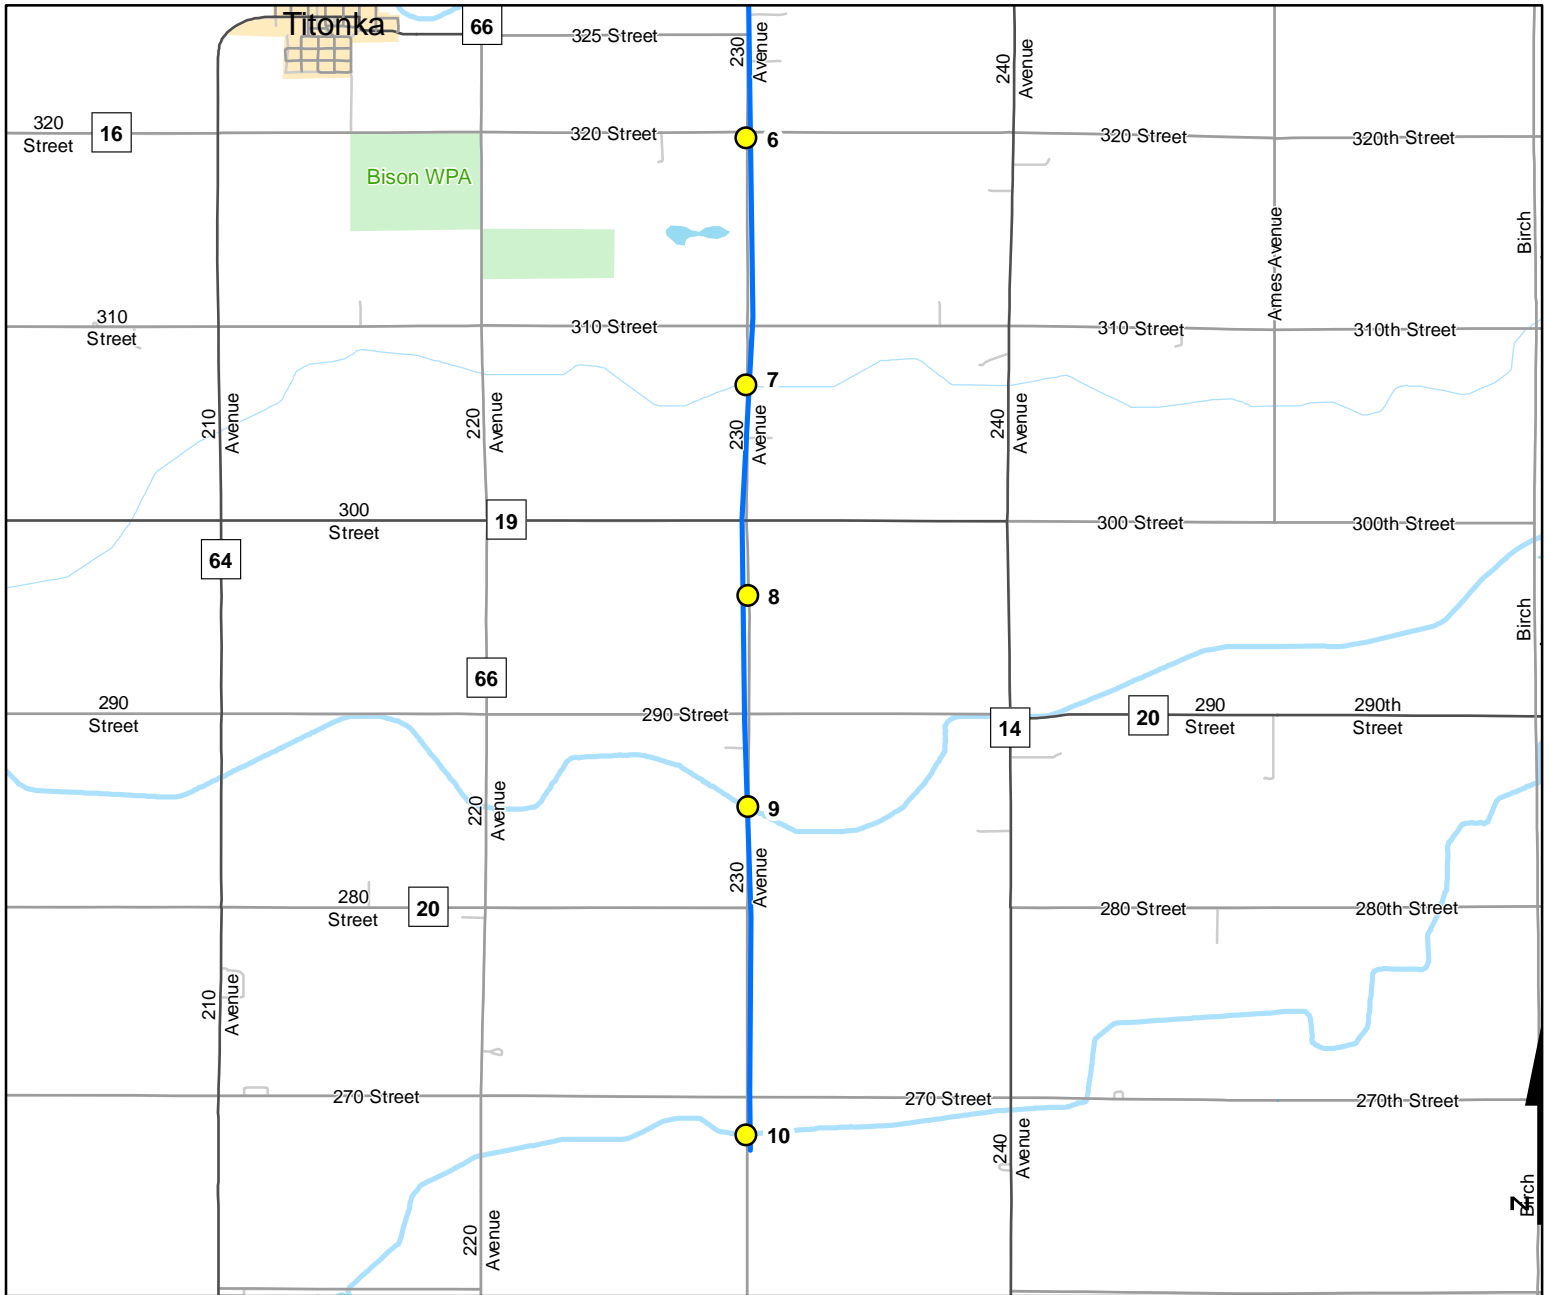 Titonka
66
325 Street
230
Avenue
240
Avenue
320
Street
16
320 Street
6
320 Street
320th Street
Bison WPA
Birch
Ames Avenue
310
Street
310 Street
310 Street
310th Street
7
210
Avenue
220
Avenue
230
Avenue
240
Avenue
300
Street
19
300 Street
300th Street
64
8
Birch
66
290
Street
290 Street
14
20
290
Street
290th
Street
220
Avenue
9
230
Avenue
280
Street
20
280 Street
280th Street
210
Avenue
270 Street
270 Street
270th Street
10
240
Avenue
220
Avenue
Birch
N